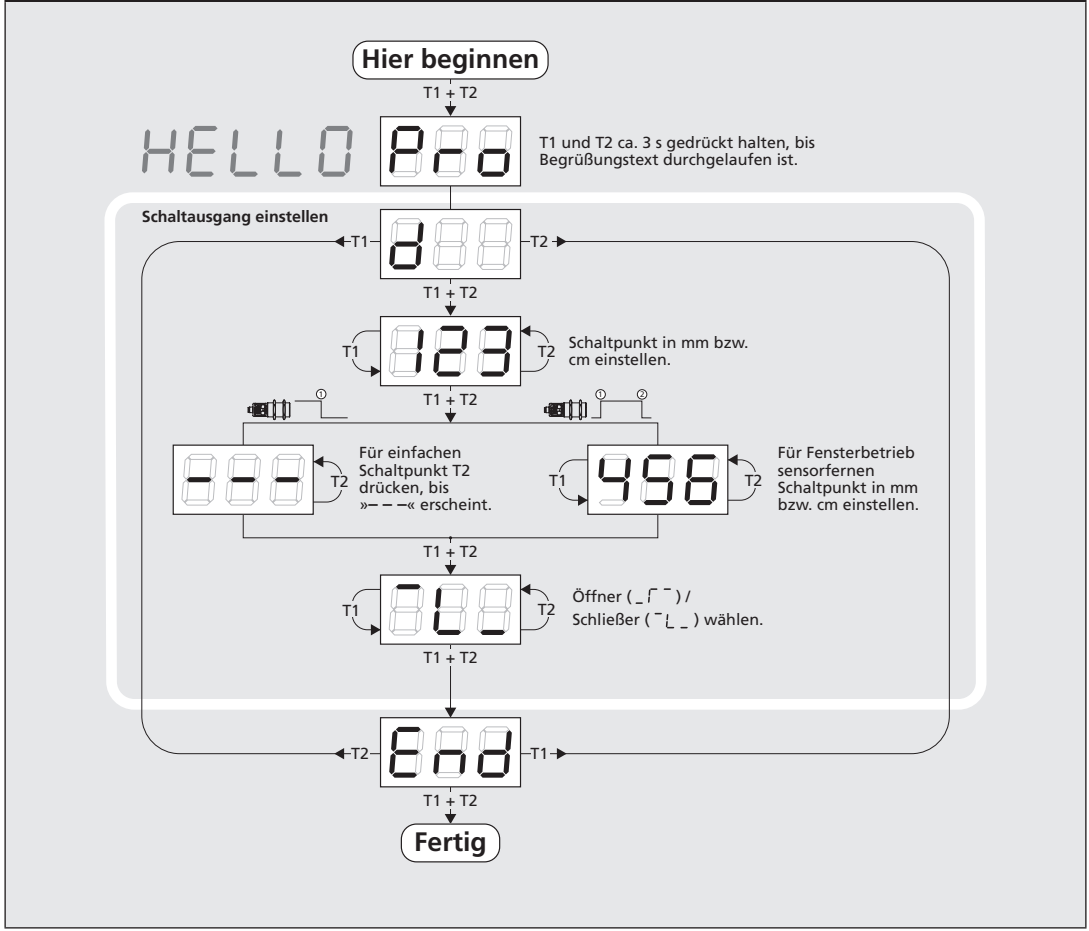 Hier beginnen
T1 + T2
HELLO
Pro
T1 und T2 ca. 3 s gedrückt halten, bis
Begrüßungstext durchgelaufen ist.
Schaltausgang einstellen
T1
d
T2
T1 + T2
T1
123
T2
Schaltpunkt in mm bzw.
cm einstellen.
T1 + T2
①
① ②
- - -
T2
Für einfachen
Schaltpunkt T2
drücken, bis
»– – –« erscheint.
T1
456
T2
Für Fensterbetrieb
sensorfernen
Schaltpunkt in mm
bzw. cm einstellen.
T1 + T2
T1
¯L_
T2
Öffner ( _Γ¯ ) /
Schließer ( ¯L_ ) wählen.
T1 + T2
T2
End
T1
T1 + T2
Fertig